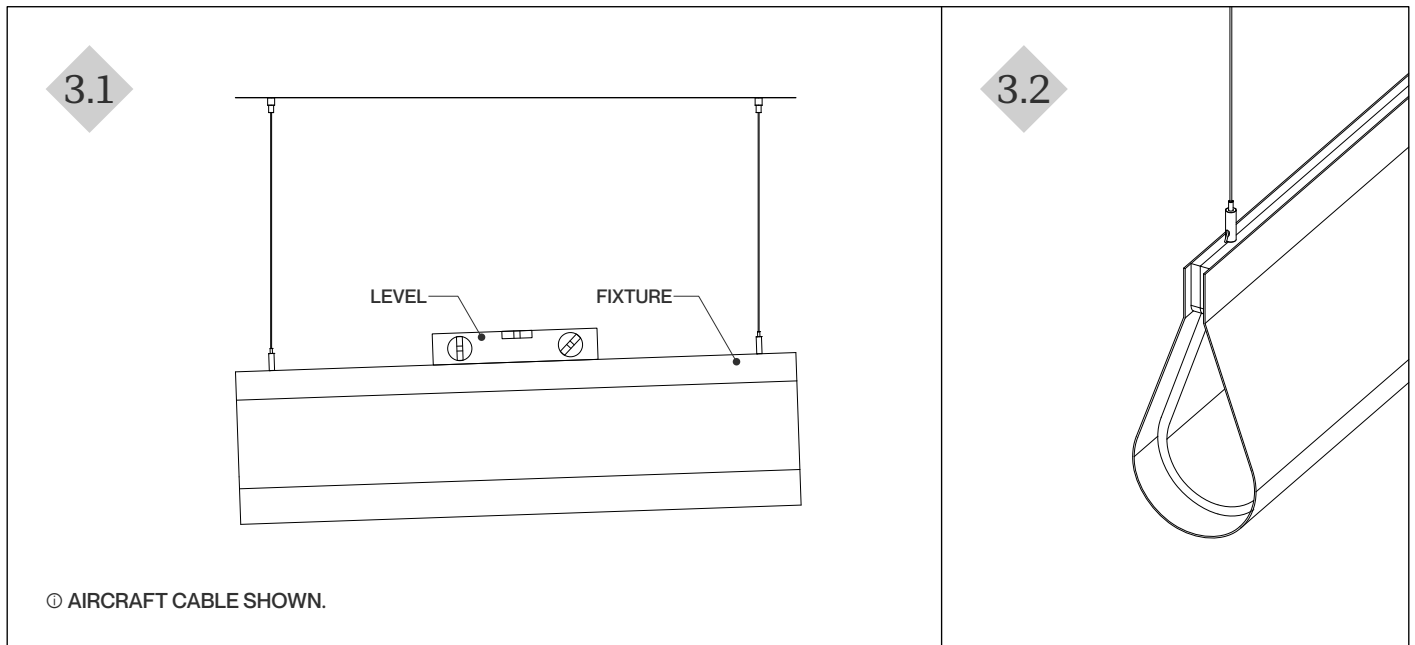 3.1
LEVEL
FIXTURE
ⓘ AIRCRAFT CABLE SHOWN.
3.2